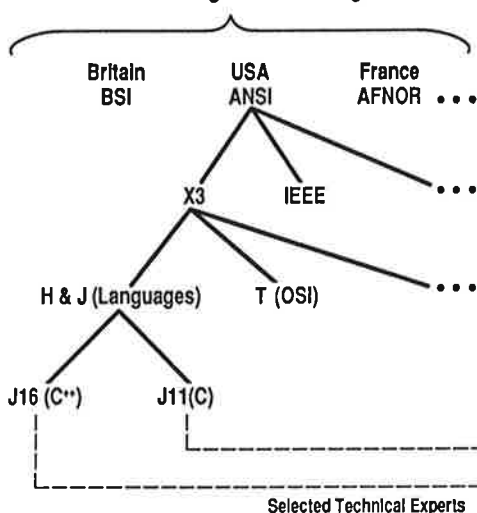 Britain USA France
BSI ANSI AFNOR • • •
X3 IEEE • • •
H & J (Languages) T (OSI) • • •
J16 (C++) J11(C)
Selected Technical Experts